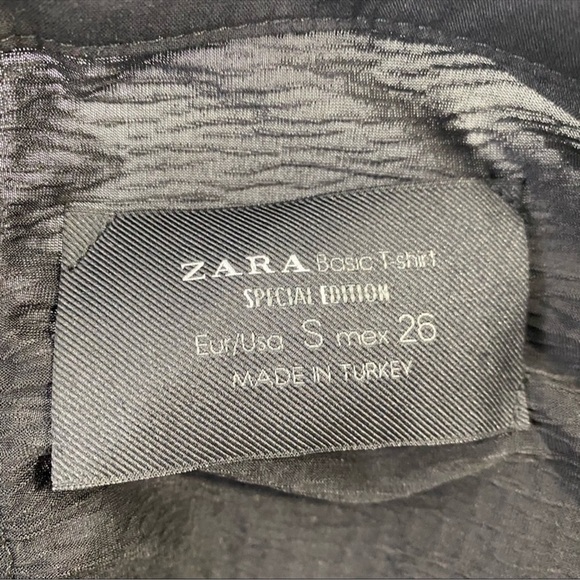 ZARA Basic T-shirt
SPECIAL EDITION
Eur/Usa S mex 26
MADE IN TURKEY